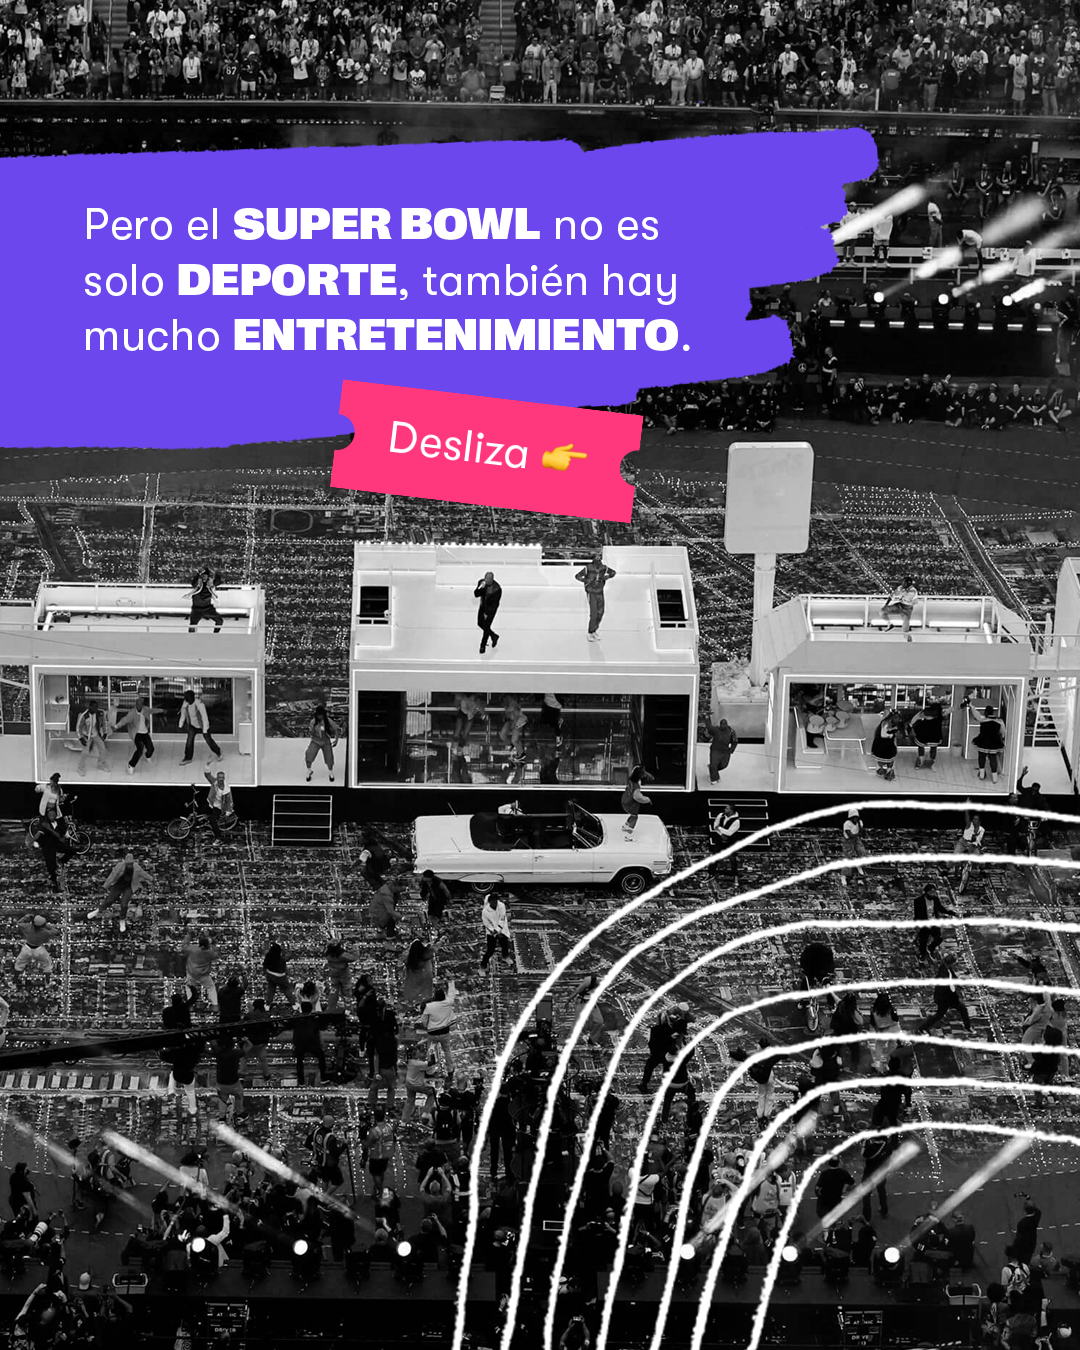 Pero el SUPER BOWL no es
solo DEPORTE, también hay
mucho ENTRETENIMIENTO.
Desliza 👉